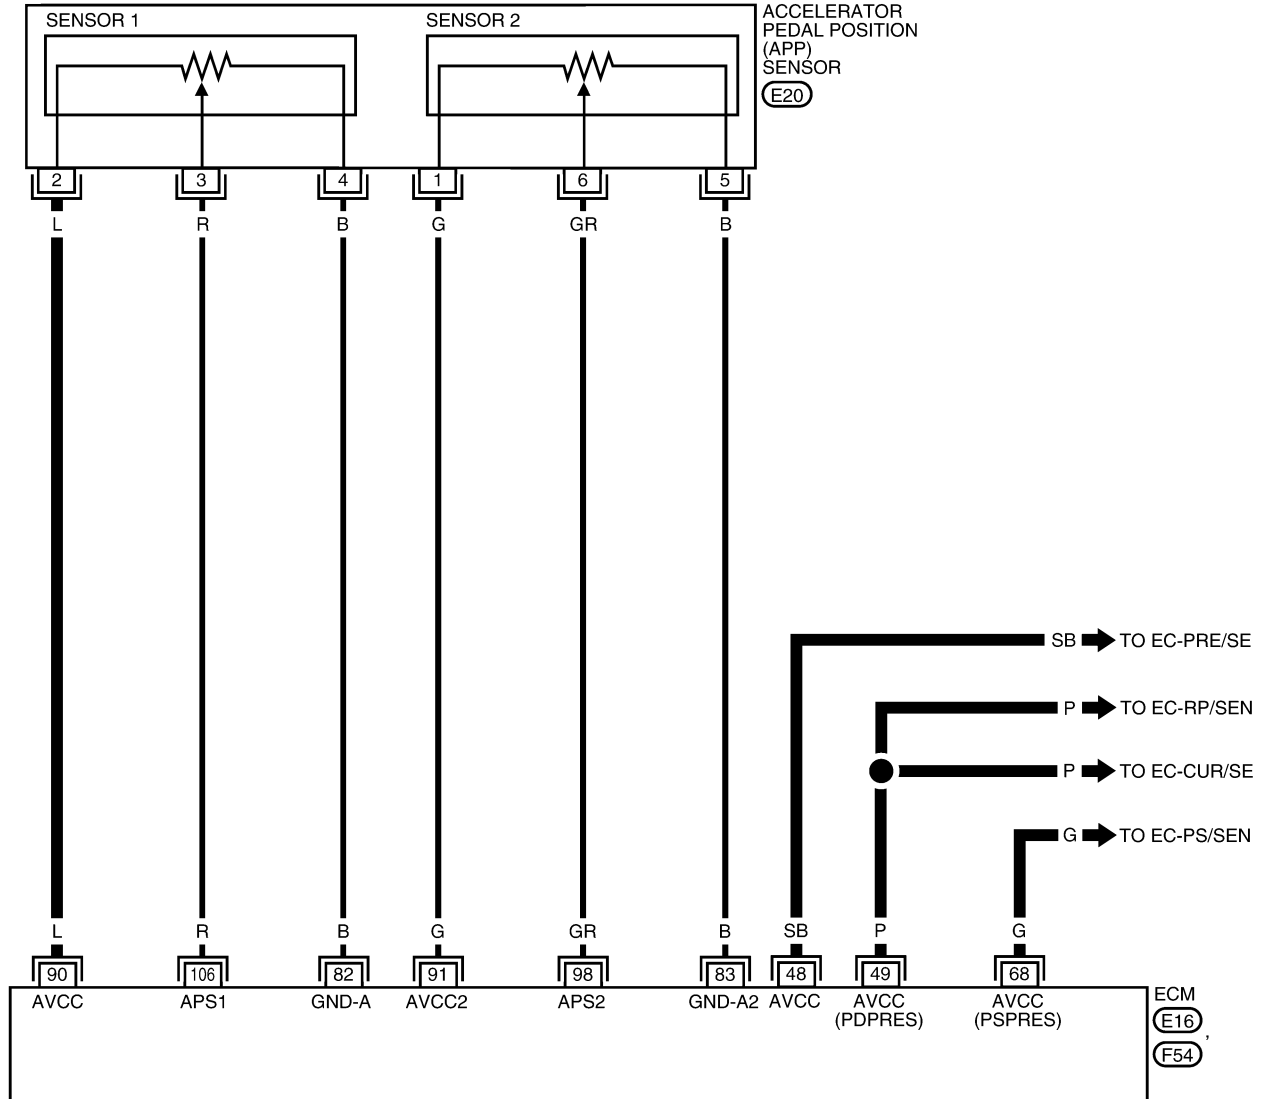 SENSOR 1
SENSOR 2
ACCELERATOR
PEDAL POSITION
(APP)
SENSOR
E20
2 3 4 1 6 5
L R B G GR B
SB TO EC-PRE/SE
P TO EC-RP/SEN
P TO EC-CUR/SE
G TO EC-PS/SEN
L R B G GR B SB P G
90 106 82 91 98 83 48 49 68
AVCC APS1 GND-A AVCC2 APS2 GND-A2 AVCC AVCC AVCC
(PDPRES) (PSPRES)
ECM
E16 ,
F54